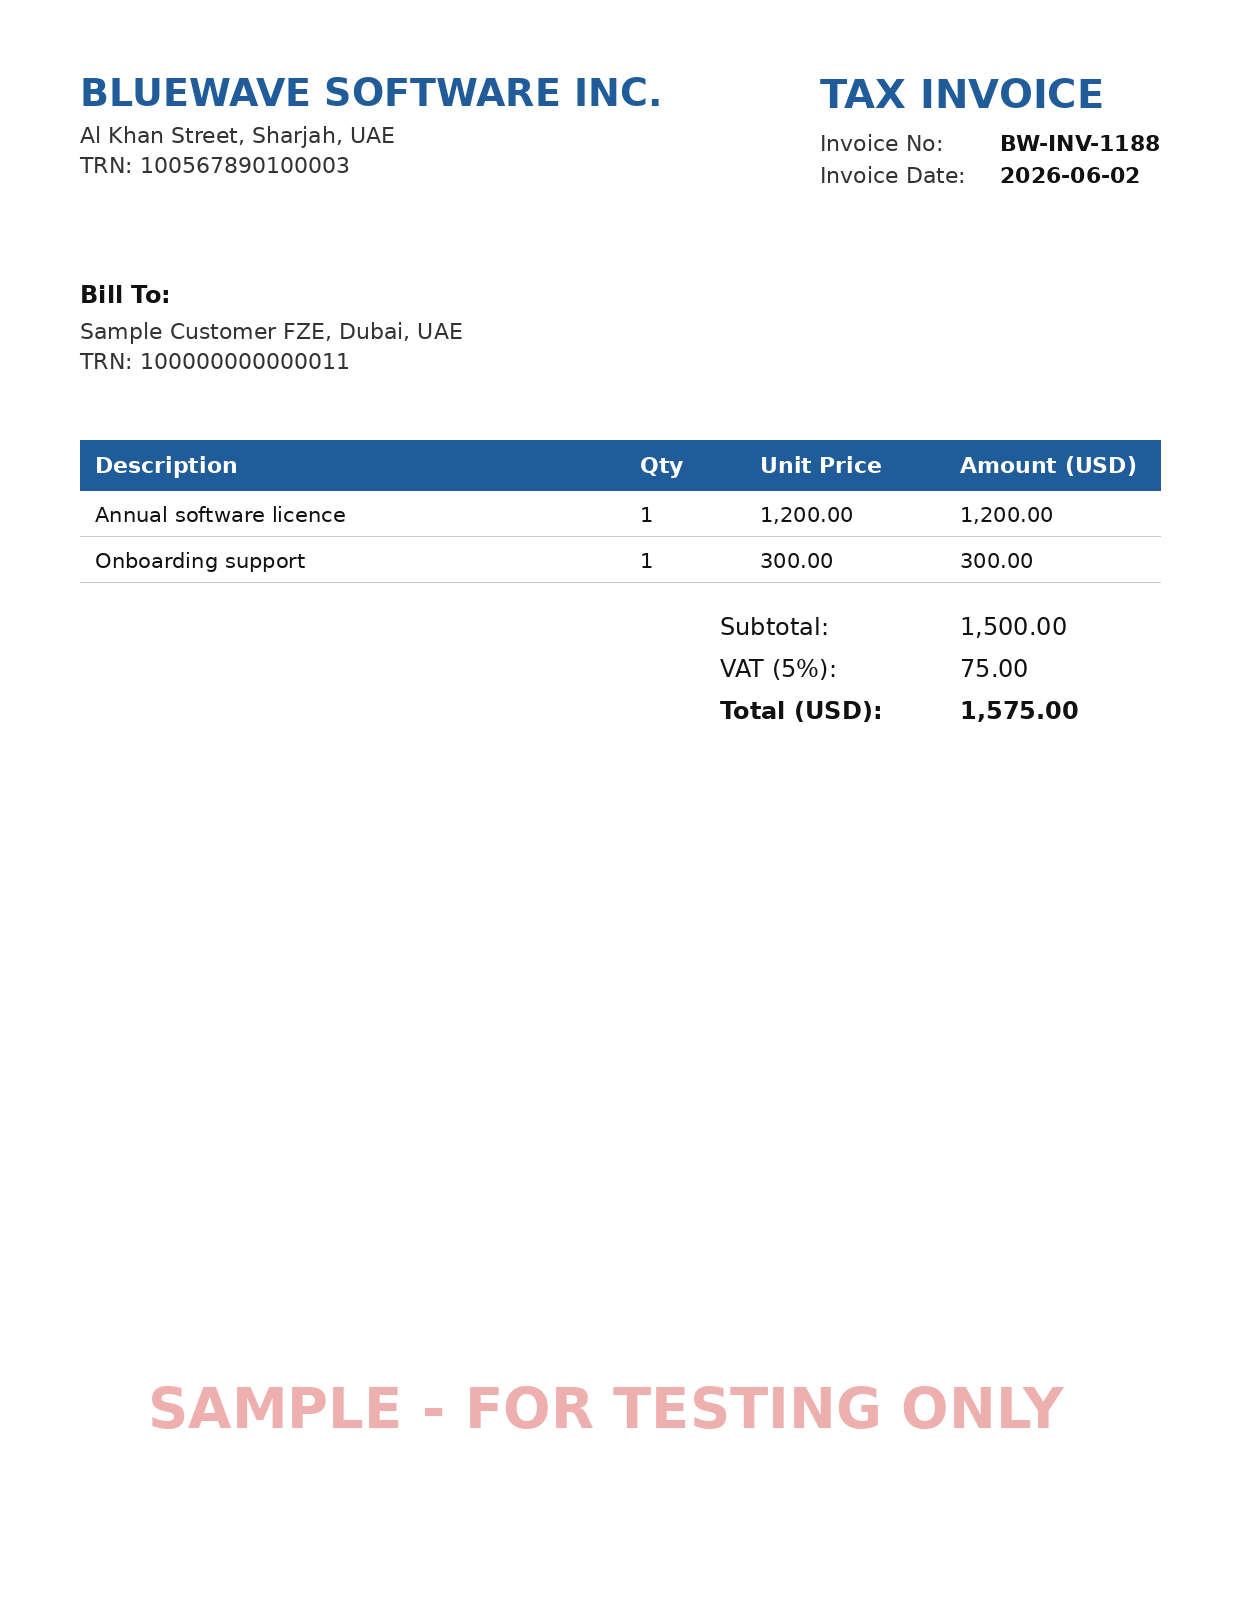 BLUEWAVE SOFTWARE INC.
Al Khan Street, Sharjah, UAE
TRN: 100567890100003
TAX INVOICE
Invoice No: BW-INV-1188
Invoice Date: 2026-06-02
Bill To:
Sample Customer FZE, Dubai, UAE
TRN: 100000000000011
Description Qty Unit Price Amount (USD)
Annual software licence 1 1,200.00 1,200.00
Onboarding support 1 300.00 300.00
Subtotal: 1,500.00
VAT (5%): 75.00
Total (USD): 1,575.00
SAMPLE - FOR TESTING ONLY